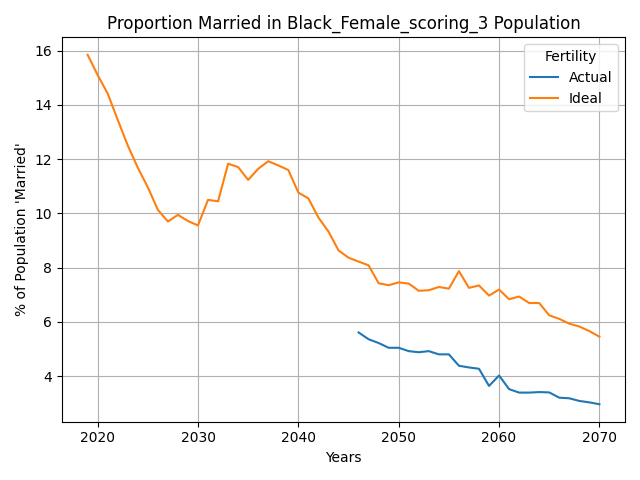 Proportion Married in Black_Female_scoring_3 Population
Fertility
Actual
Ideal
% of Population 'Married'
16
14
12
10
8
6
4
2020
2030
2040
2050
2060
2070
Years